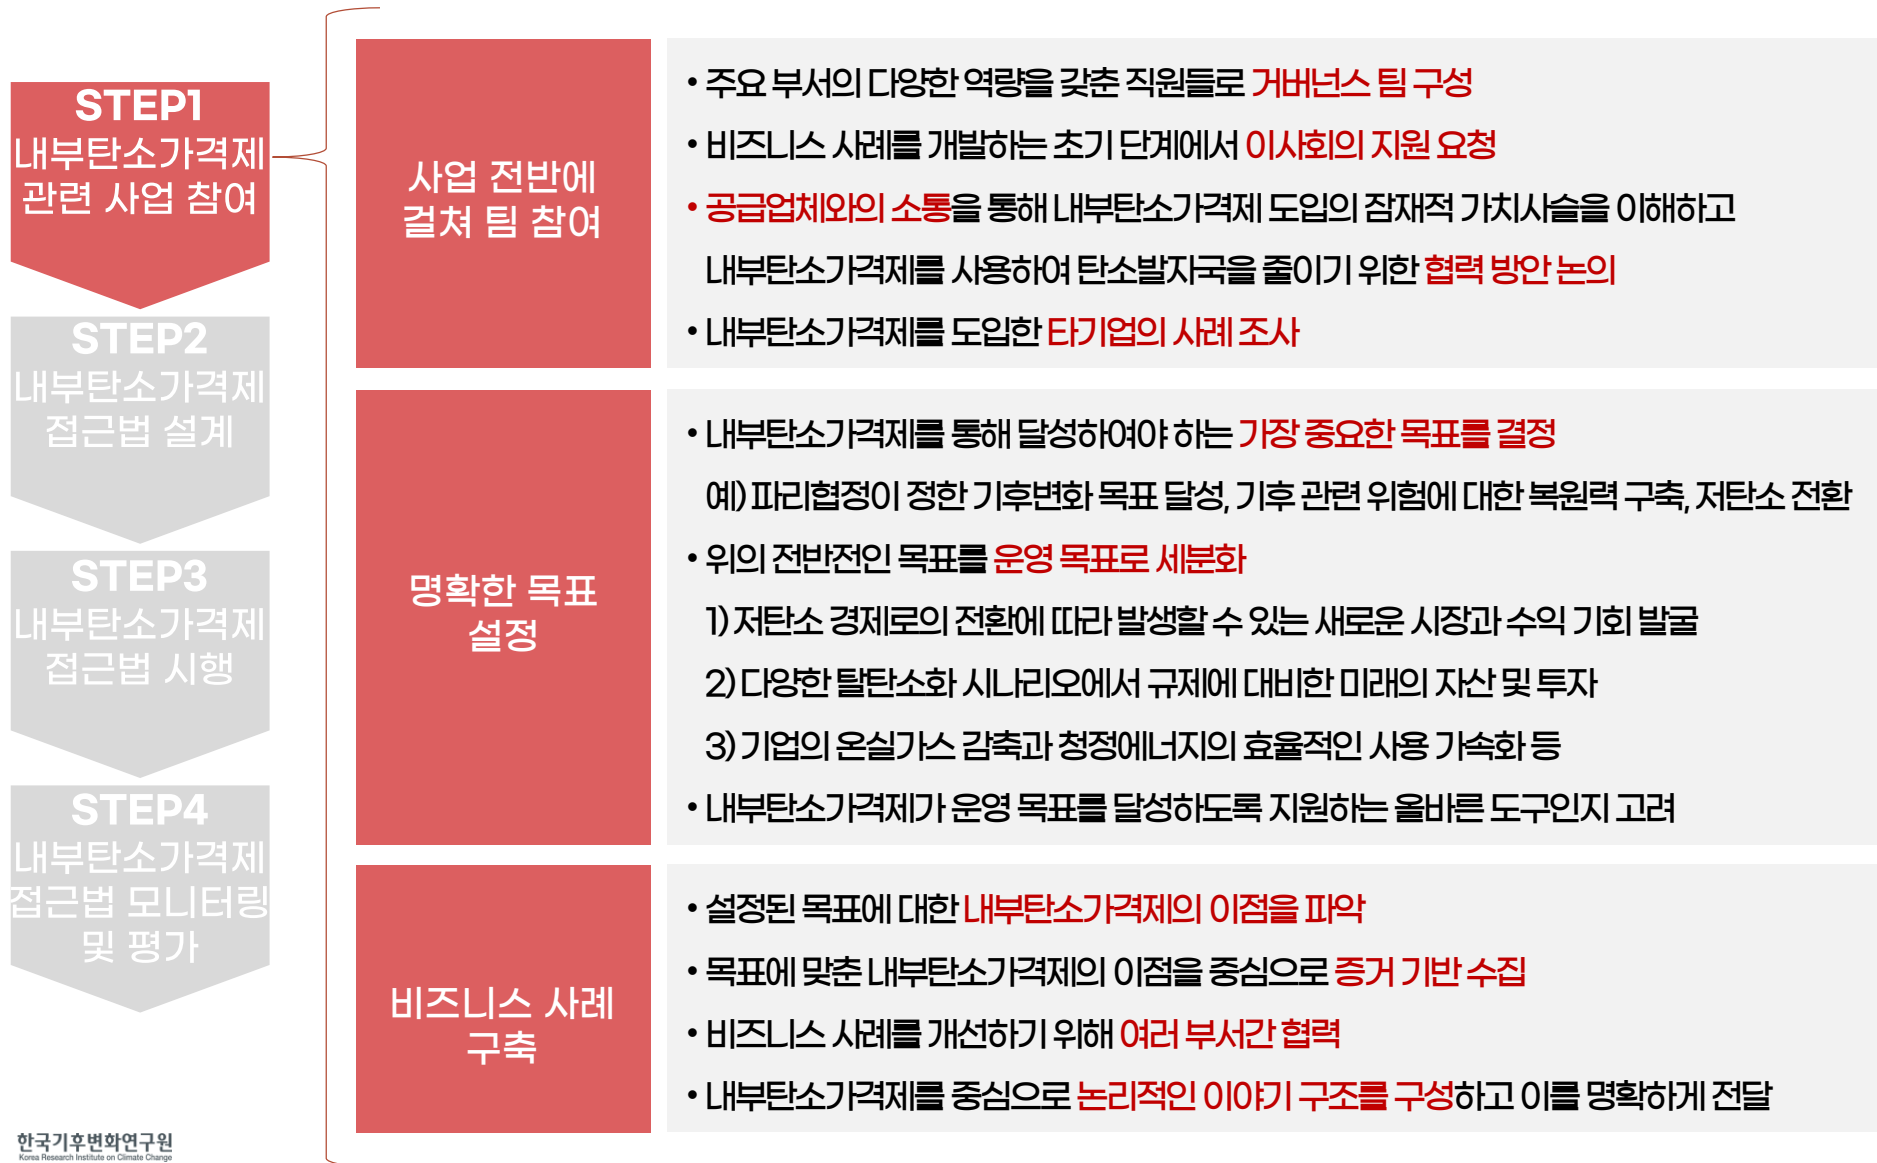 STEP1
내부탄소가격제
관련 사업 참여
STEP2
내부탄소가격제
접근법 설계
STEP3
내부탄소가격제
접근법 시행
STEP4
내부탄소가격제
접근법 모니터링
및 평가
사업 전반에
걸쳐 팀 참여
• 주요 부서의 다양한 역량을 갖춘 직원들로 거버넌스 팀 구성
• 비즈니스 사례를 개발하는 초기 단계에서 이사회의 지원 요청
• 공급업체와의 소통을 통해 내부탄소가격제 도입의 잠재적 가치사슬을 이해하고
내부탄소가격제를 사용하여 탄소발자국을 줄이기 위한 협력 방안 논의
• 내부탄소가격제를 도입한 타기업의 사례 조사
명확한 목표
설정
• 내부탄소가격제를 통해 달성하여야 하는 가장 중요한 목표를 결정
예) 파리협정이 정한 기후변화 목표 달성, 기후 관련 위험에 대한 복원력 구축, 저탄소 전환
• 위의 전반전인 목표를 운영 목표로 세분화
1) 저탄소 경제로의 전환에 따라 발생할 수 있는 새로운 시장과 수익 기회 발굴
2) 다양한 탈탄소화 시나리오에서 규제에 대비한 미래의 자산 및 투자
3) 기업의 온실가스 감축과 청정에너지의 효율적인 사용 가속화 등
• 내부탄소가격제가 운영 목표를 달성하도록 지원하는 올바른 도구인지 고려
비즈니스 사례
구축
• 설정된 목표에 대한 내부탄소가격제의 이점을 파악
• 목표에 맞춘 내부탄소가격제의 이점을 중심으로 증거 기반 수집
• 비즈니스 사례를 개선하기 위해 여러 부서간 협력
• 내부탄소가격제를 중심으로 논리적인 이야기 구조를 구성하고 이를 명확하게 전달
한국기후변화연구원
Korea Research Institute on Climate Change